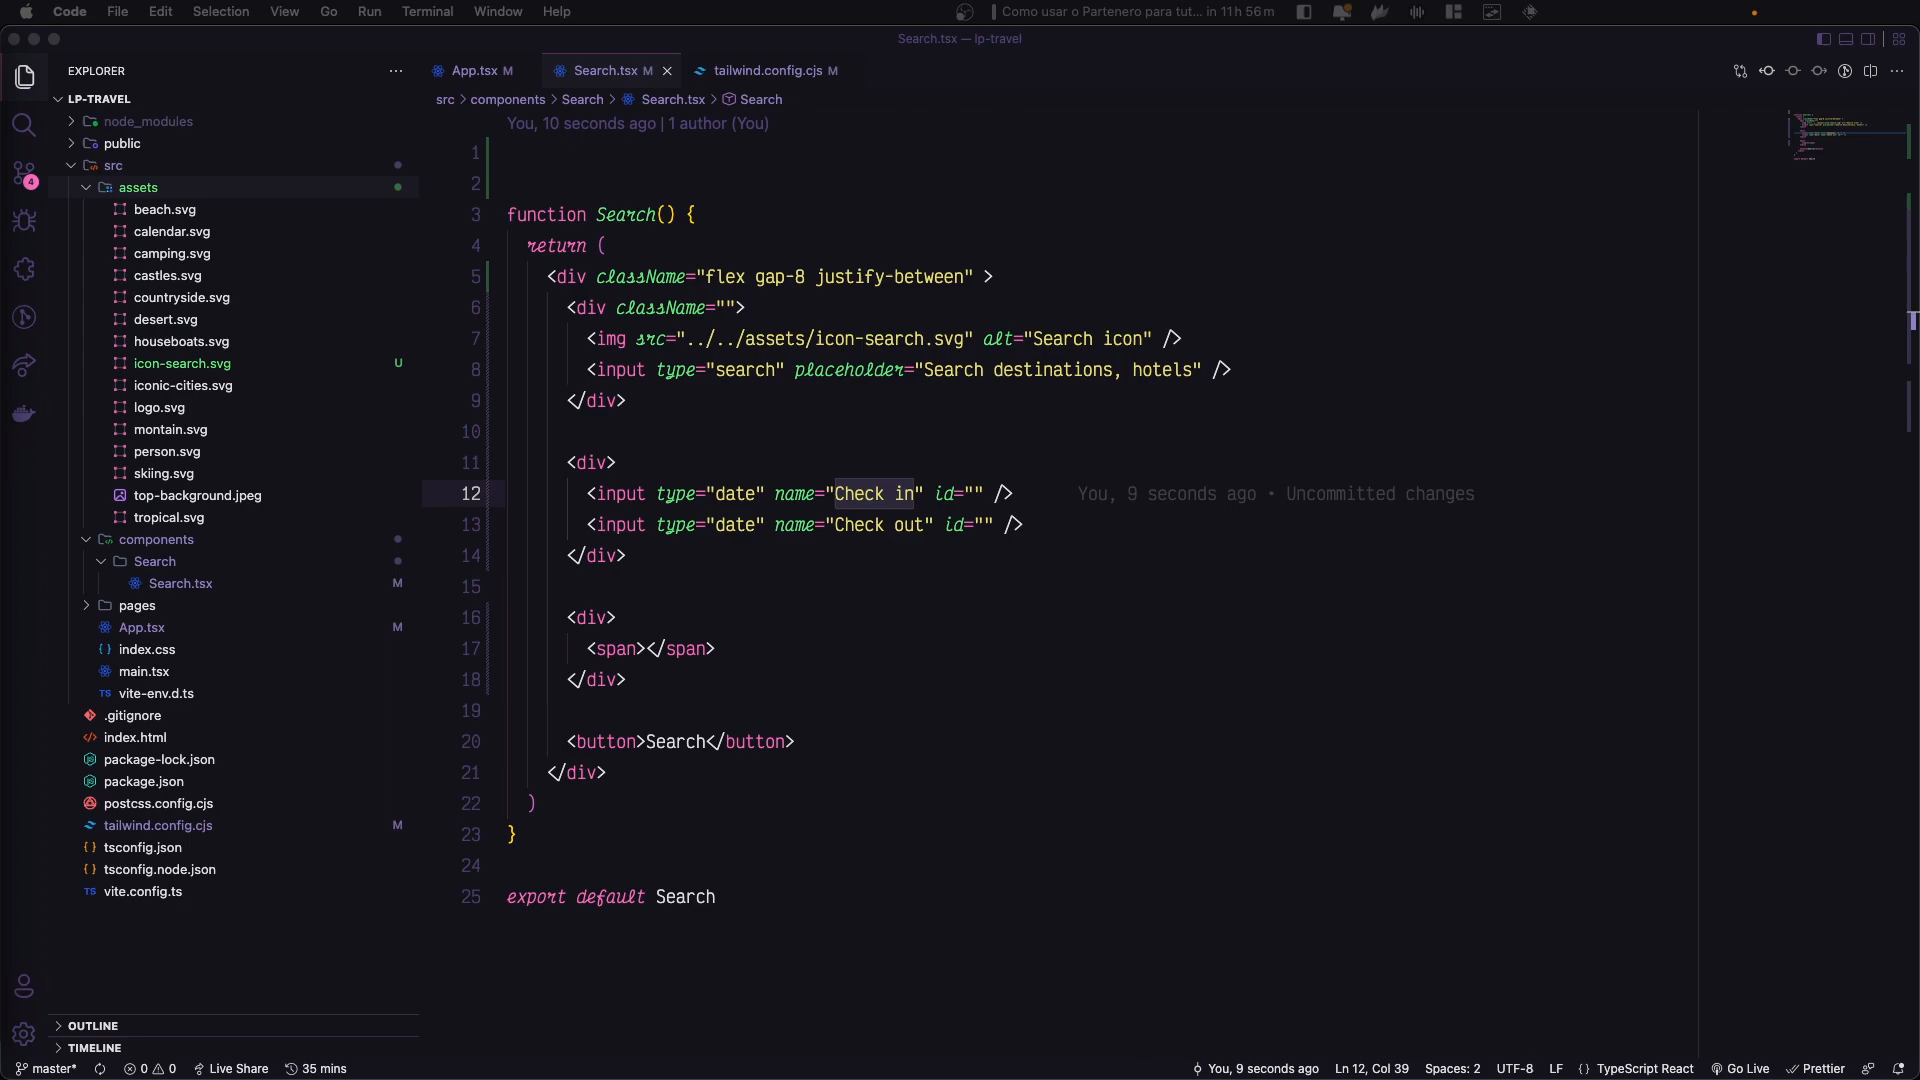 Code File Edit Selection View Go Run Terminal Window Help
Como usar o Partenero para tut... in 11 h 56 m
Search.tsx — lp-travel
EXPLORER
App.tsx M
Search.tsx M
tailwind.config.cjs M
LP-TRAVEL
src > components > Search > Search.tsx > Search
node_modules
public
src
assets
beach.svg
calendar.svg
camping.svg
castles.svg
countryside.svg
desert.svg
houseboats.svg
icon-search.svg U
iconic-cities.svg
logo.svg
montain.svg
person.svg
skiing.svg
top-background.jpeg
tropical.svg
components
Search
Search.tsx M
pages
App.tsx M
index.css
main.tsx
TS vite-env.d.ts
.gitignore
index.html
package-lock.json
package.json
postcss.config.cjs
tailwind.config.cjs M
tsconfig.json
tsconfig.node.json
TS vite.config.ts
4
OUTLINE
TIMELINE
You, 10 seconds ago | 1 author (You)
1
2
3 function Search() {
4 return (
5 <div className="flex gap-8 justify-between" >
6 <div className="">
7 <img src="../../assets/icon-search.svg" alt="Search icon" />
8 <input type="search" placeholder="Search destinations, hotels" />
9 </div>
10
11 <div>
12 <input type="date" name="Check in" id="" /> You, 9 seconds ago • Uncommitted changes
13 <input type="date" name="Check out" id="" />
14 </div>
15
16 <div>
17 <span></span>
18 </div>
19
20 <button>Search</button>
21 </div>
22 )
23 }
24
25 export default Search
master* 0 0 Live Share 35 mins
You, 9 seconds ago Ln 12, Col 39 Spaces: 2 UTF-8 LF {} TypeScript React Go Live Prettier